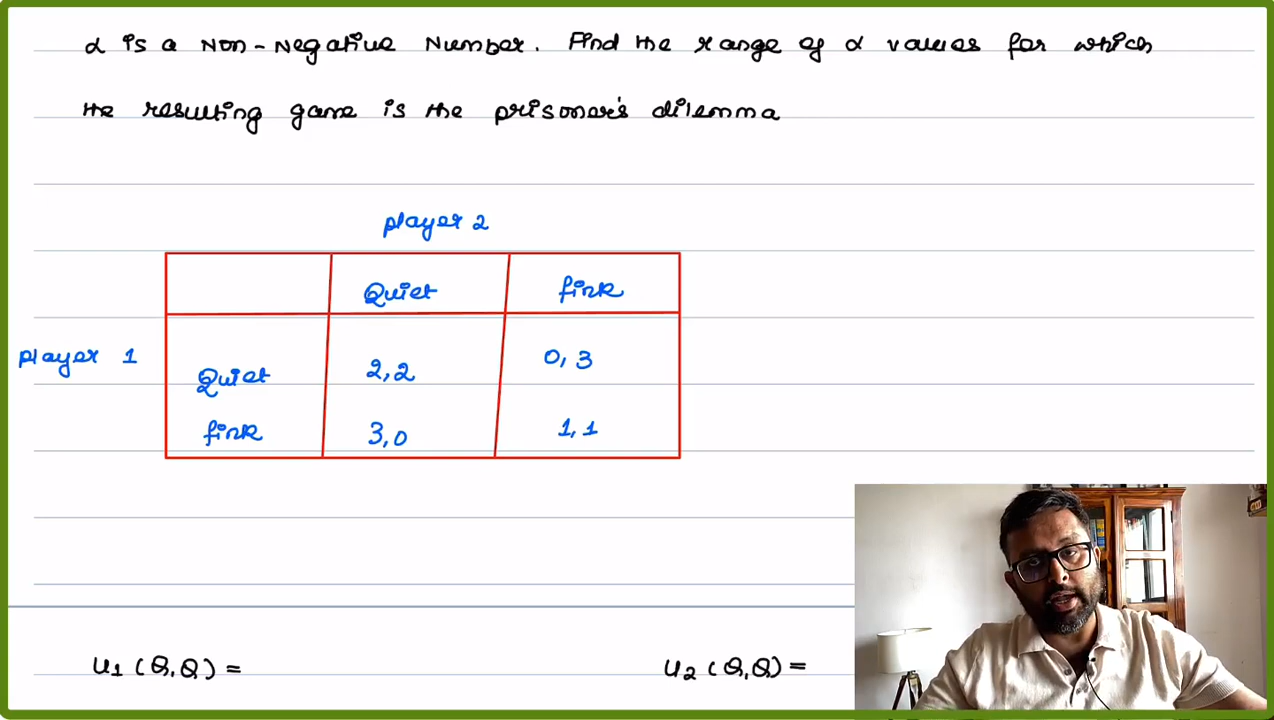 α is a Non-Negative Number. Find the range of α values for which
the resulting game is the prisoner's dilemma
player 2
Quiet fink
player 1
Quiet 2,2 0,3
fink 3,0 1,1
u1 (Q,Q) = u2 (Q,Q) =